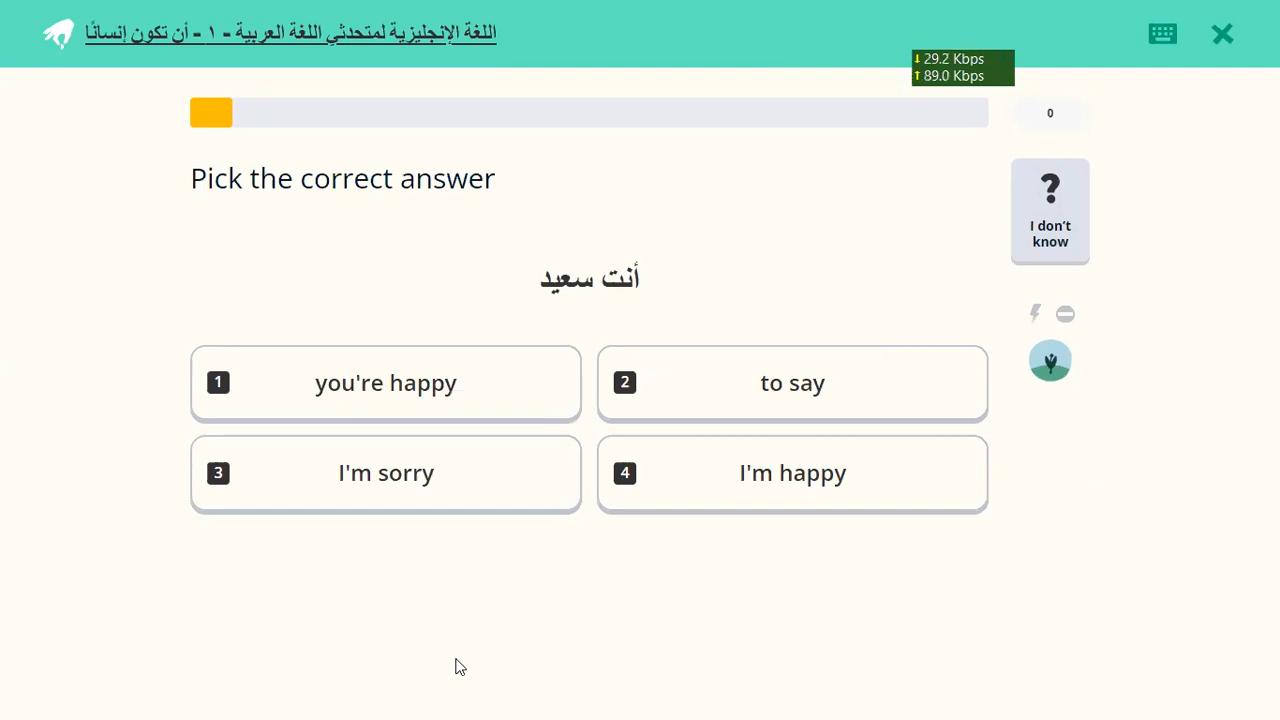 اللغة الإنجليزية لمتحدثي اللغة العربية - ١ - أن تكون إنسانًا
↓ 29.2 Kbps
↑ 89.0 Kbps
0
Pick the correct answer
?
I don't
know
أنت سعيد
1 you're happy
2 to say
3 I'm sorry
4 I'm happy